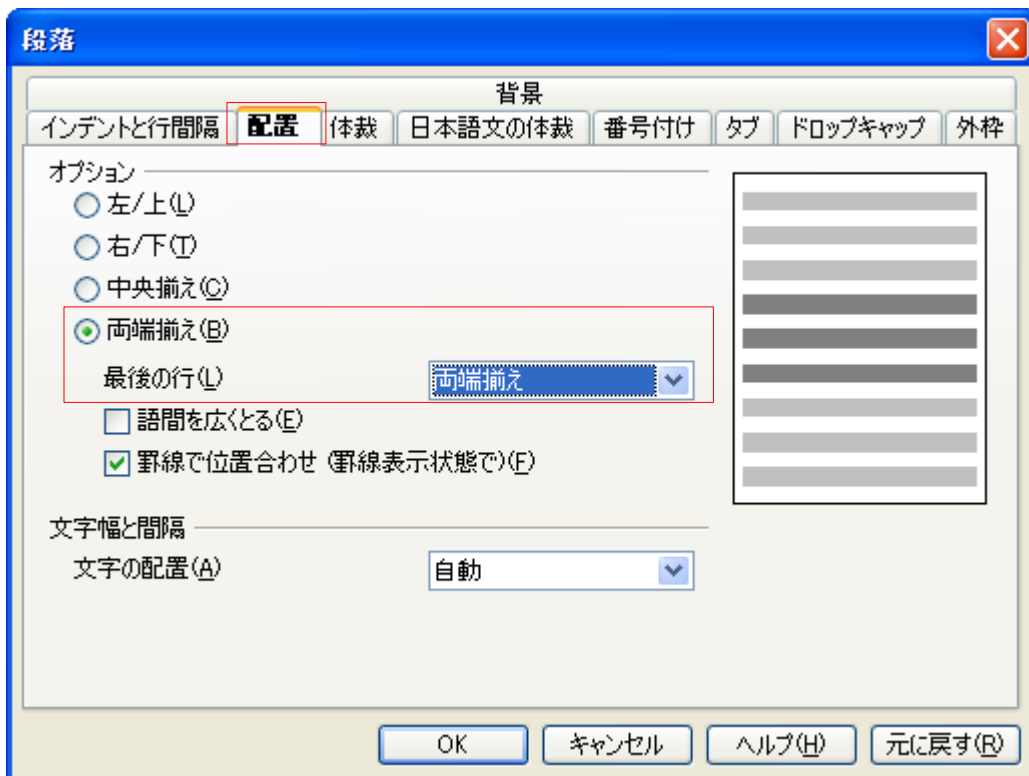 段落
背景
インデントと行間隔 配置 体裁 日本語文の体裁 番号付け タブ ドロップキャップ 外枠
オプション
左/上(L)
右/下(T)
中央揃え(C)
両端揃え(B)
最後の行(L) 両端揃え
語間を広くとる(E)
罫線で位置合わせ (罫線表示状態で)(F)
文字幅と間隔
文字の配置(A) 自動
OK キャンセル ヘルプ(H) 元に戻す(R)